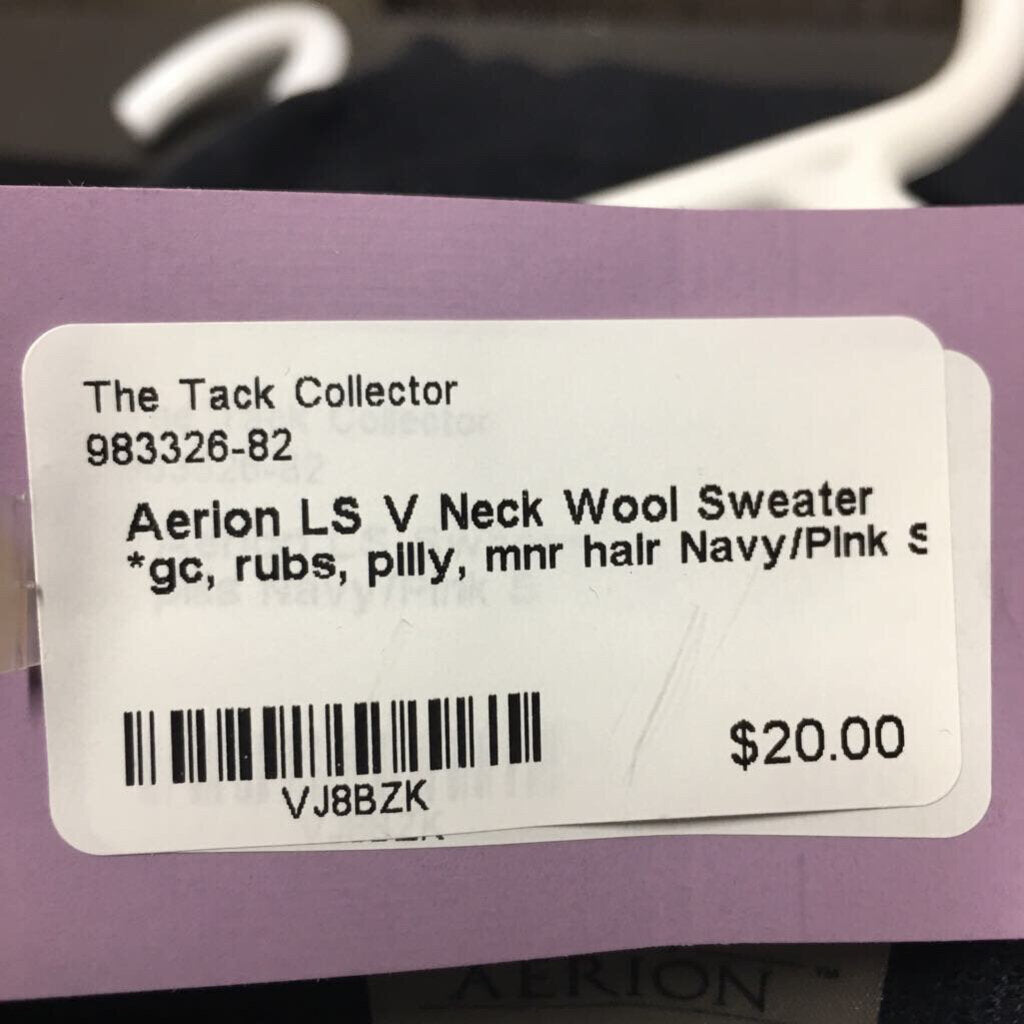 The Tack Collector
983326-82
Aerion LS V Neck Wool Sweater
*gc, rubs, pilly, mnr hair Navy/Pink S
VJ8BZK
$20.00
AERION ™